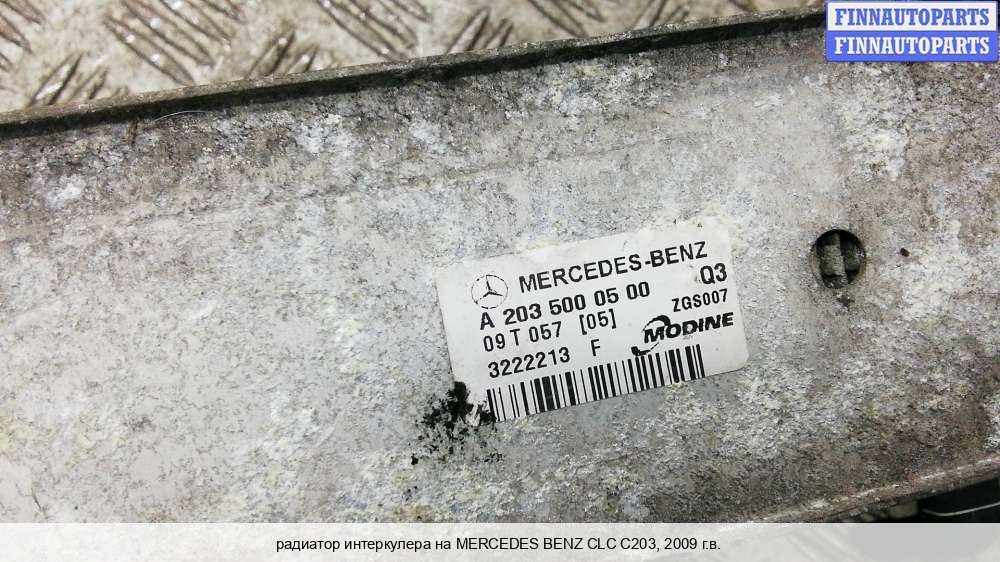 FINNAUTOPARTS
FINNAUTOPARTS
MERCEDES-BENZ
A 203 500 05 00 Q3
09 T 057 [05] ZGS007
3222213 F MODINE
радиатор интеркулера на MERCEDES BENZ CLC C203, 2009 г.в.